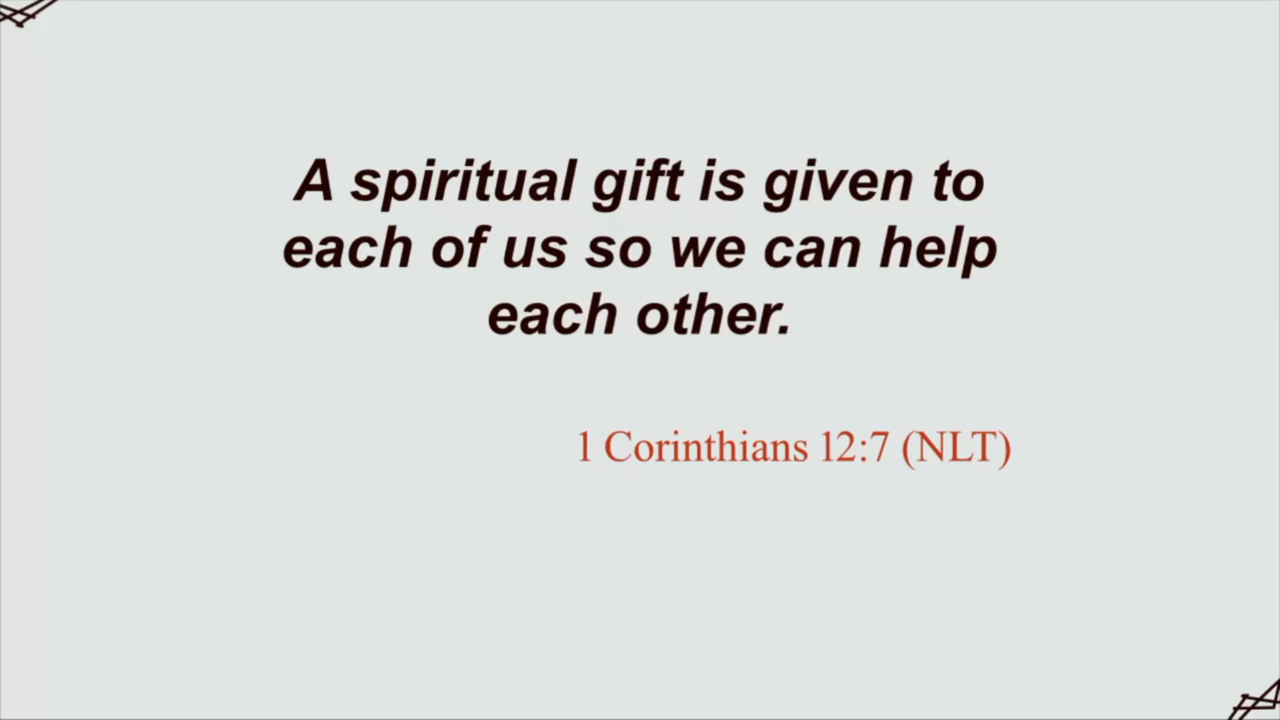 A spiritual gift is given to
each of us so we can help
each other.
1 Corinthians 12:7 (NLT)